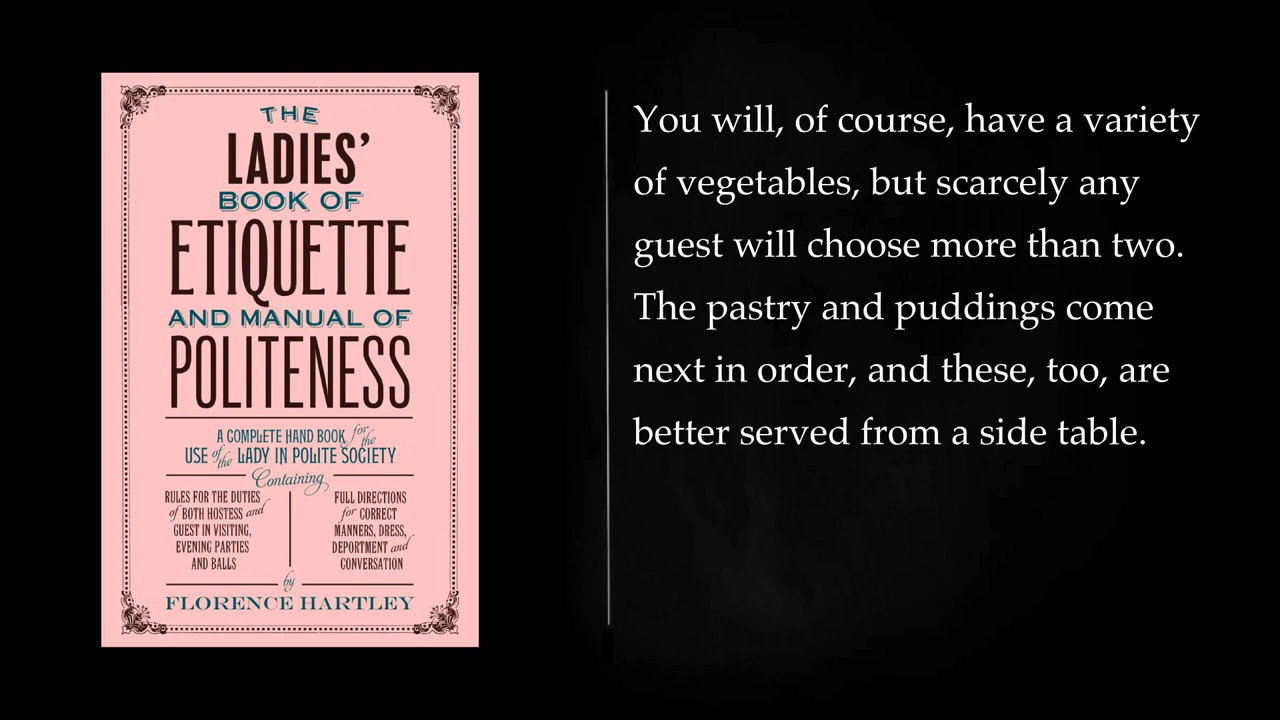 THE
LADIES'
BOOK OF
ETIQUETTE
AND MANUAL OF
POLITENESS
A COMPLETE HAND BOOK for the
USE of the LADY IN POLITE SOCIETY
Containing
RULES FOR THE DUTIES
of BOTH HOSTESS and
GUEST IN VISITING,
EVENING PARTIES
AND BALLS
FULL DIRECTIONS
for CORRECT
MANNERS, DRESS,
DEPORTMENT and
CONVERSATION
by
FLORENCE HARTLEY
You will, of course, have a variety
of vegetables, but scarcely any
guest will choose more than two.
The pastry and puddings come
next in order, and these, too, are
better served from a side table.